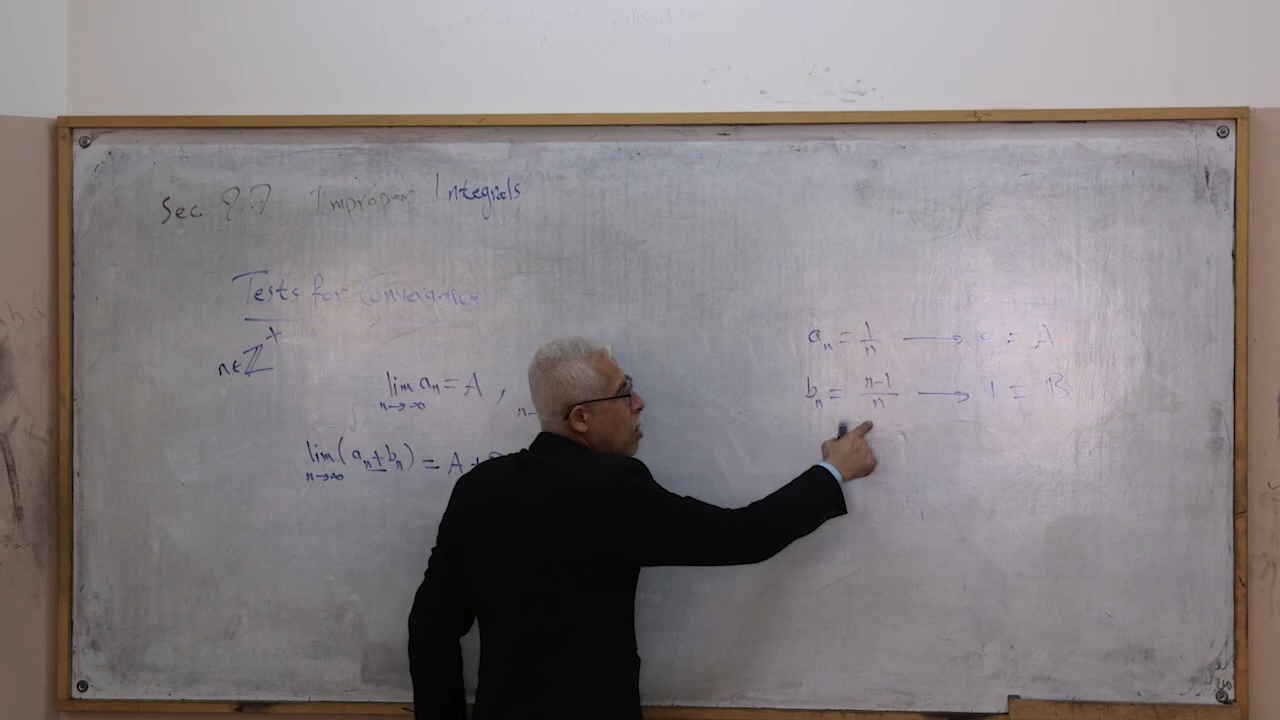 Sec. 8.7 Improper Integrals
Tests for convergence
n∈ℤ⁺
lim aₙ = A ,
n→∞
lim (aₙ ± bₙ) = A +
n→∞
aₙ = 1/n → 0 = A
bₙ = (n-1)/n → 1 = B